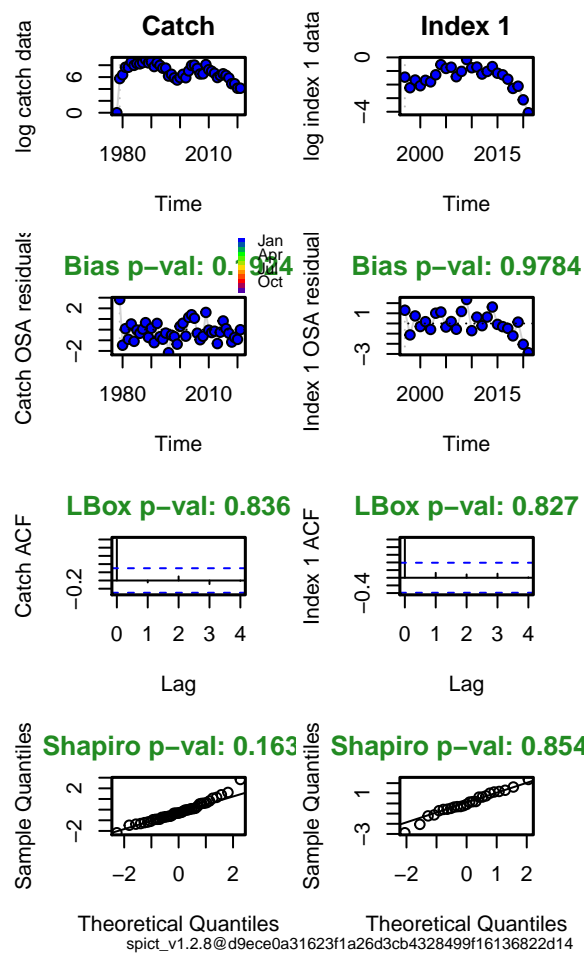 Catch
Index 1
log catch data
0 6
1980 2010
Time
log index 1 data
−4 0
2000 2015
Time
Bias p−val: 0.1924
Jan
Apr
Jul
Oct
Catch OSA residuals
−2 2
1980 2010
Time
Bias p−val: 0.9784
Index 1 OSA residual
−3 1
2000 2015
Time
LBox p−val: 0.836
Catch ACF
−0.2
0 1 2 3 4
Lag
LBox p−val: 0.827
Index 1 ACF
−0.4
0 1 2 3 4
Lag
Shapiro p−val: 0.163
Sample Quantiles
−2 2
−2 0 2
Theoretical Quantiles
Shapiro p−val: 0.854
Sample Quantiles
−3 1
−2 0 2
Theoretical Quantiles
spict_v1.2.8@d9ece0a31623f1a26d3cb4328499f16136822d14